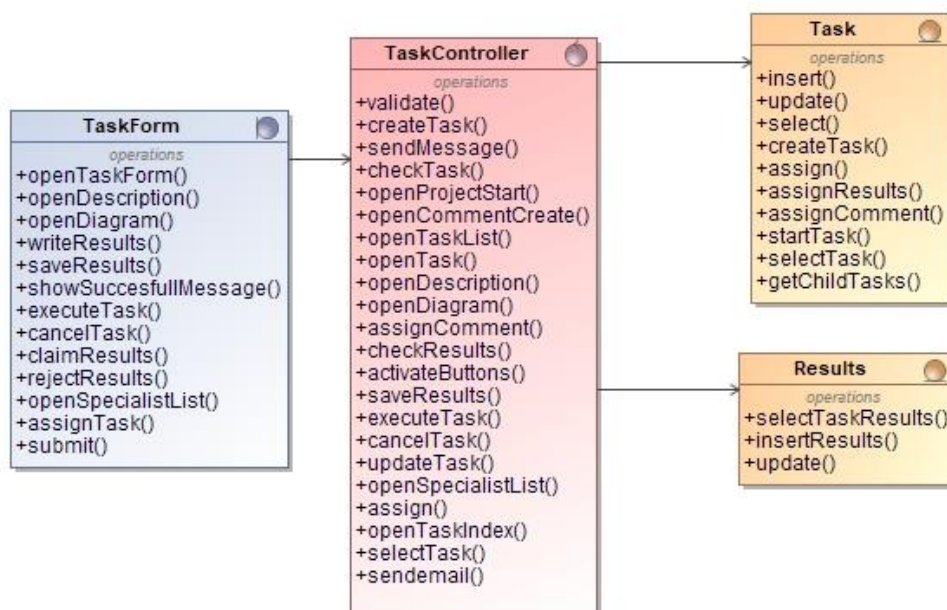 TaskForm
operations
+openTaskForm()
+openDescription()
+openDiagram()
+writeResults()
+saveResults()
+showSuccesfullMessage()
+executeTask()
+cancelTask()
+claimResults()
+rejectResults()
+openSpecialistList()
+assignTask()
+submit()
TaskController
operations
+validate()
+createTask()
+sendMessage()
+checkTask()
+openProjectStart()
+openCommentCreate()
+openTaskList()
+openTask()
+openDescription()
+openDiagram()
+assignComment()
+checkResults()
+activateButtons()
+saveResults()
+executeTask()
+cancelTask()
+updateTask()
+openSpecialistList()
+assign()
+openTaskIndex()
+selectTask()
+sendemail()
Task
operations
+insert()
+update()
+select()
+createTask()
+assign()
+assignResults()
+assignComment()
+startTask()
+selectTask()
+getChildTasks()
Results
operations
+selectTaskResults()
+insertResults()
+update()